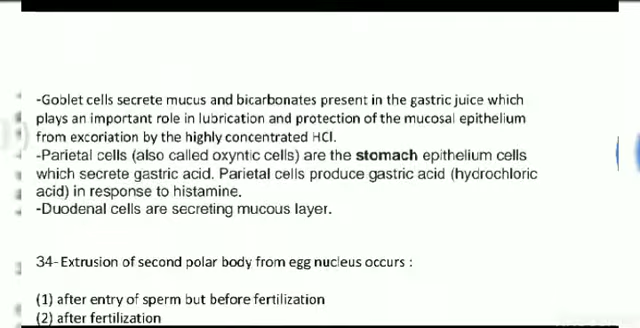 -Goblet cells secrete mucus and bicarbonates present in the gastric juice which
plays an important role in lubrication and protection of the mucosal epithelium
from excoriation by the highly concentrated HCl.
-Parietal cells (also called oxyntic cells) are the stomach epithelium cells
which secrete gastric acid. Parietal cells produce gastric acid (hydrochloric
acid) in response to histamine.
-Duodenal cells are secreting mucous layer.
34- Extrusion of second polar body from egg nucleus occurs :
(1) after entry of sperm but before fertilization
(2) after fertilization